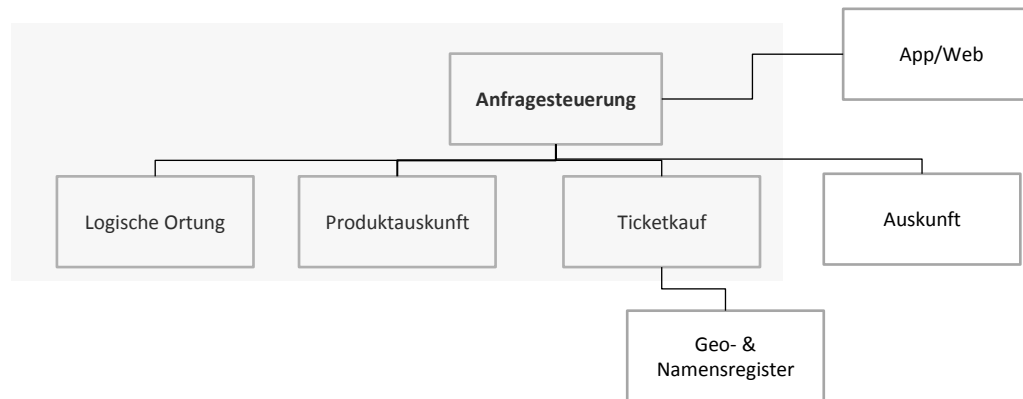 App/Web
Anfragesteuerung
Logische Ortung
Produktauskunft
Ticketkauf
Auskunft
Geo- &
Namensregister